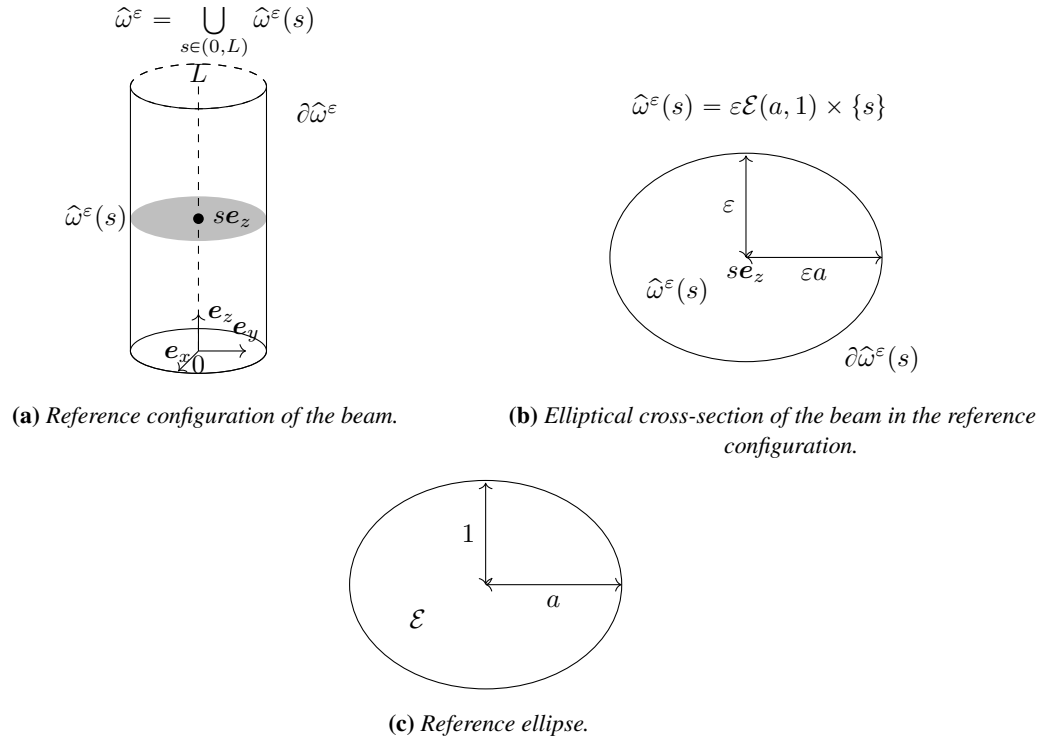 ω̂^ε = ⋃_{s∈(0,L)} ω̂^ε(s)
L
∂ω̂^ε
ω̂^ε(s)
se_z
e_z
e_y
e_x
0
(a) Reference configuration of the beam.
ω̂^ε(s) = εℰ(a, 1) × {s}
ε
se_z
εa
ω̂^ε(s)
∂ω̂^ε(s)
(b) Elliptical cross-section of the beam in the reference
configuration.
1
a
ℰ
(c) Reference ellipse.